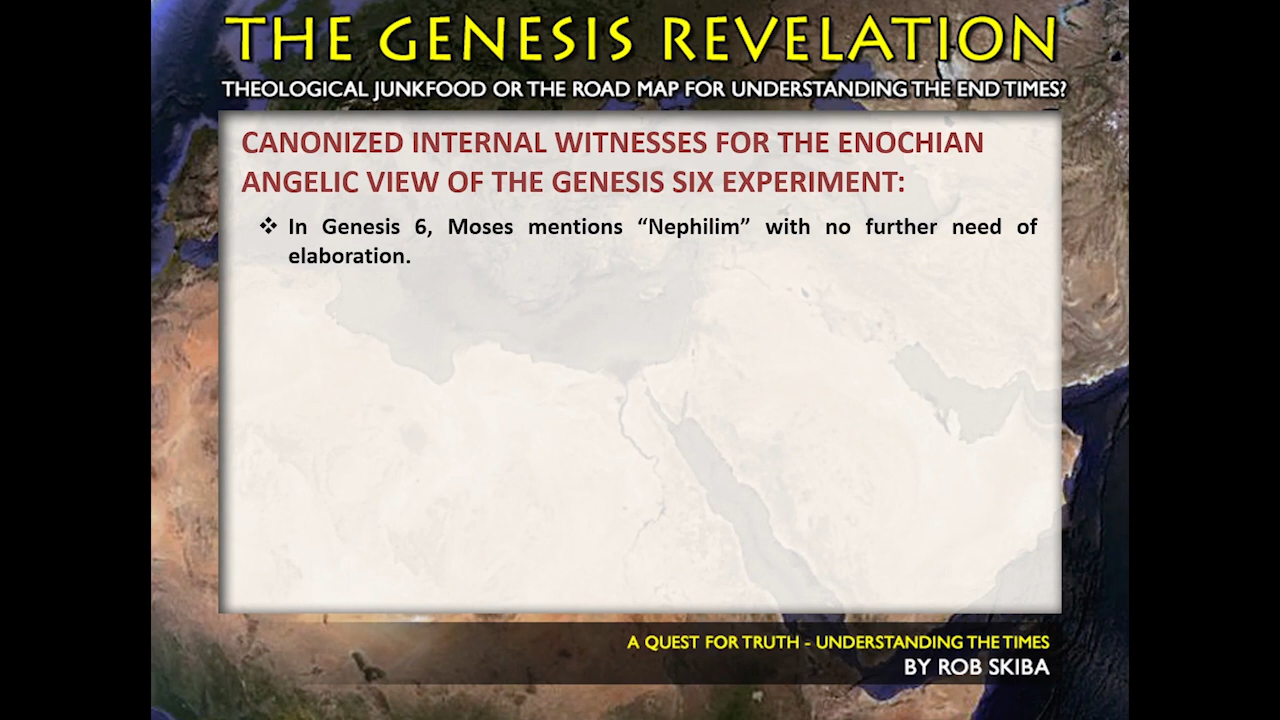 THE GENESIS REVELATION
THEOLOGICAL JUNKFOOD OR THE ROAD MAP FOR UNDERSTANDING THE END TIMES?
CANONIZED INTERNAL WITNESSES FOR THE ENOCHIAN
ANGELIC VIEW OF THE GENESIS SIX EXPERIMENT:
❖ In Genesis 6, Moses mentions “Nephilim” with no further need of
elaboration.
A QUEST FOR TRUTH - UNDERSTANDING THE TIMES
BY ROB SKIBA